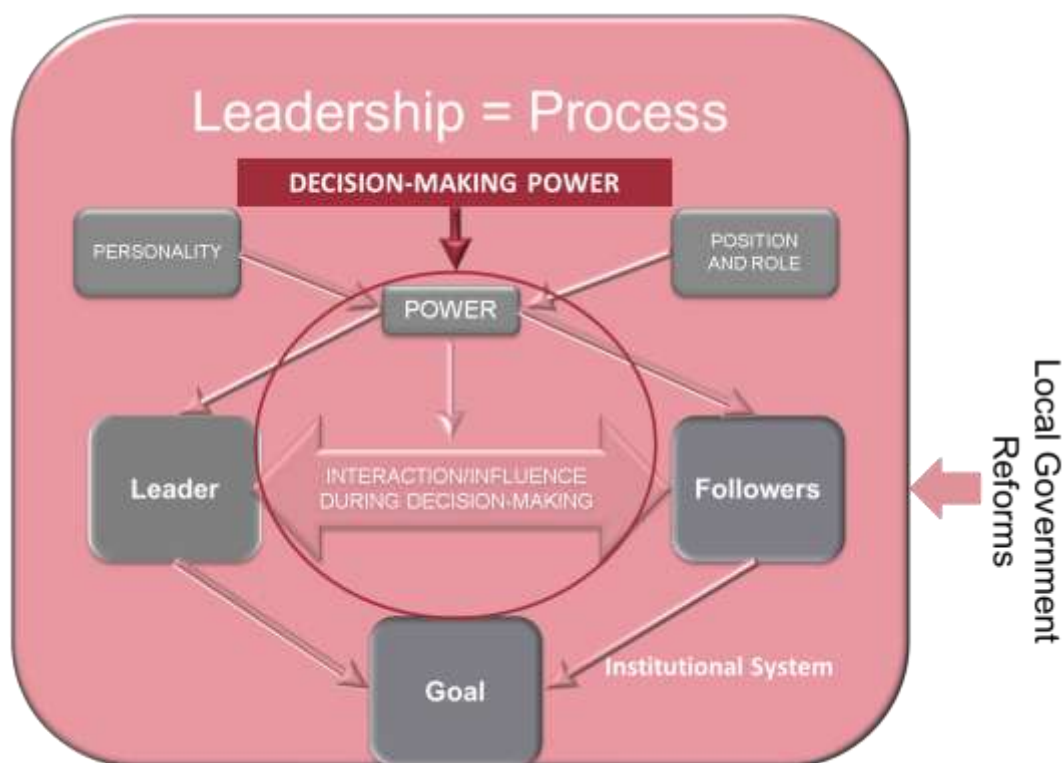 Leadership = Process
DECISION-MAKING POWER
PERSONALITY
POSITION
AND ROLE
POWER
Leader
INTERACTION/INFLUENCE
DURING DECISION-MAKING
Followers
Goal
Institutional System
Local Government
Reforms